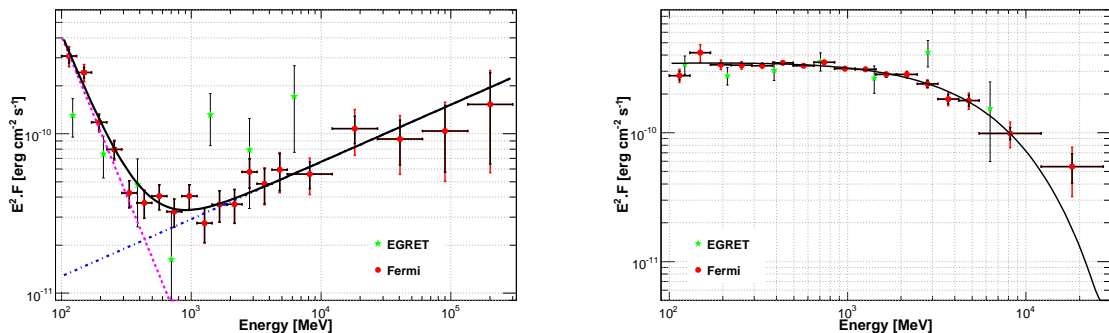 E².F [erg cm⁻² s⁻¹]
10⁻¹⁰
10⁻¹¹
EGRET
Fermi
10² 10³ 10⁴ 10⁵
Energy [MeV]
E².F [erg cm⁻² s⁻¹]
10⁻¹⁰
10⁻¹¹
EGRET
Fermi
10² 10³ 10⁴
Energy [MeV]